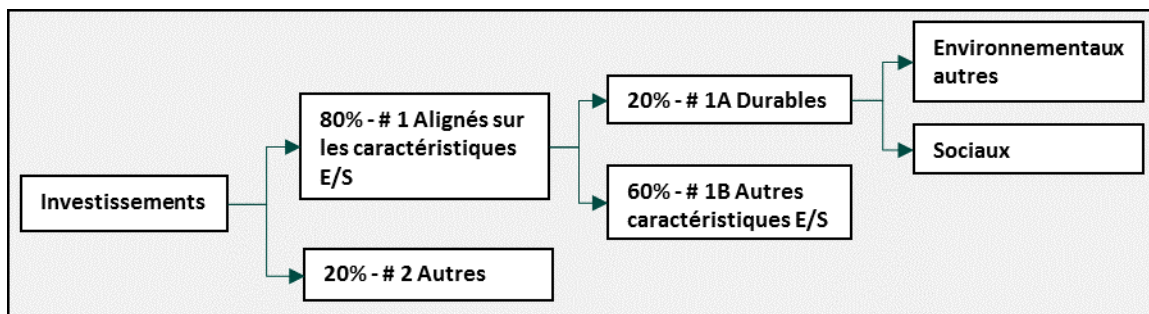 Investissements
80% - # 1 Alignés sur
les caractéristiques
E/S
20% - # 2 Autres
20% - # 1A Durables
60% - # 1B Autres
caractéristiques E/S
Environnementaux
autres
Sociaux